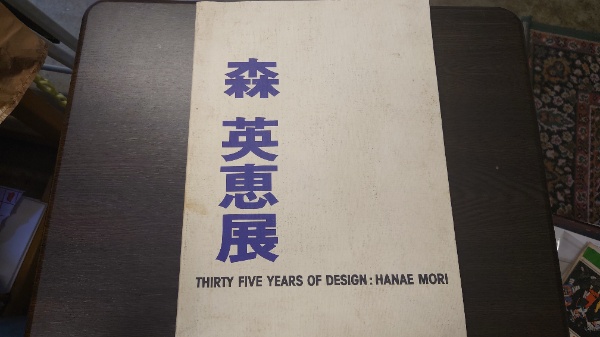 森 英恵展
THIRTY FIVE YEARS OF DESIGN : HANAE MORI